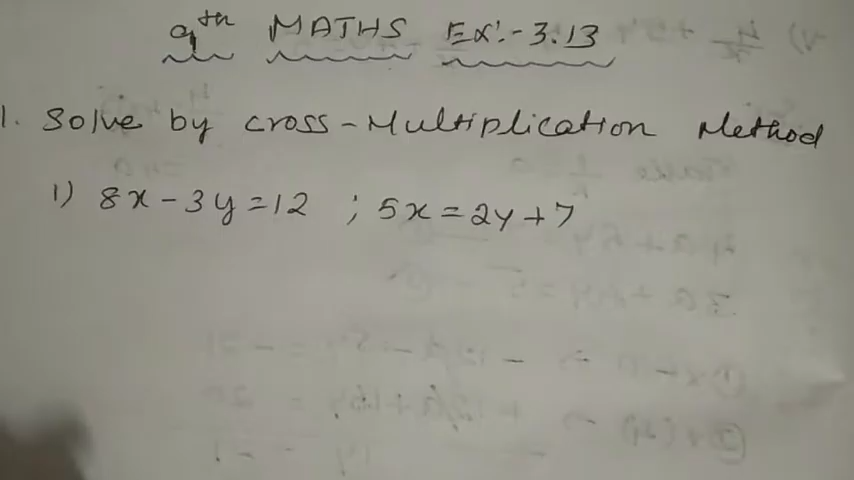 9th MATHS Ex:- 3.13
1. Solve by cross-Multiplication Method
1) 8x - 3y = 12 ; 5x = 2y + 7